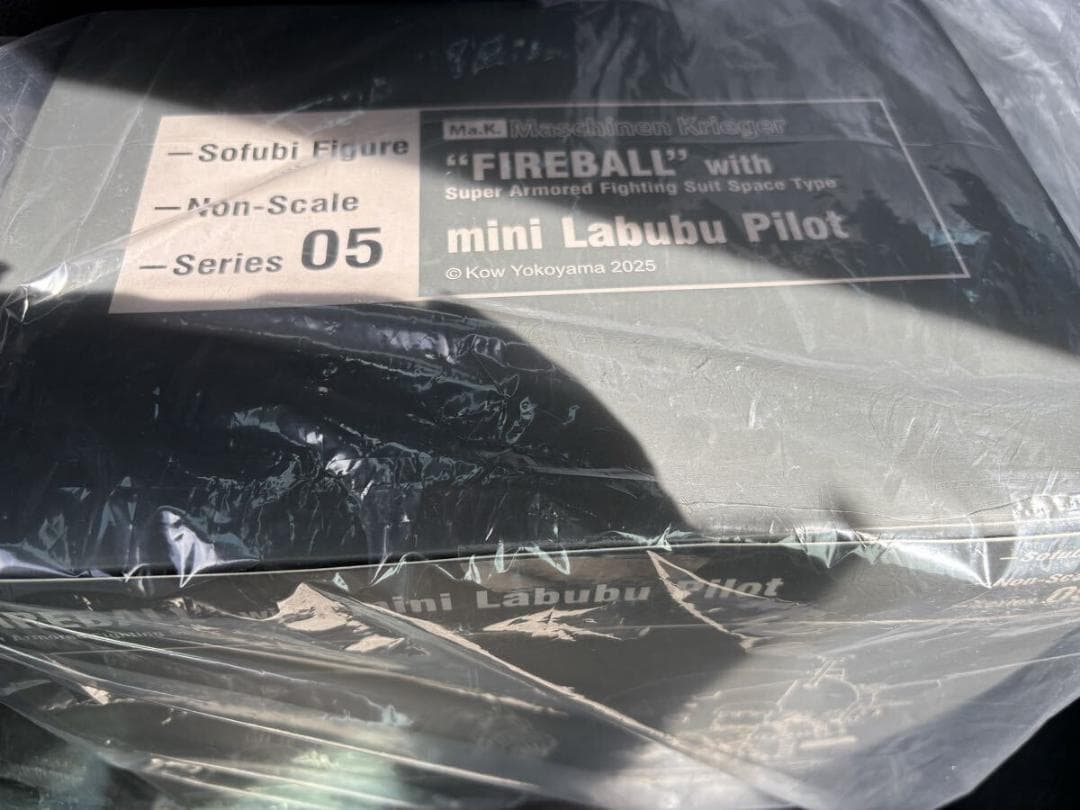 —Sofubi Figure
—Non-Scale
—Series 05
Ma.K. Maschinen Krieger
“FIREBALL” with
Super Armored Fighting Suit Space Type
mini Labubu Pilot
© Kow Yokoyama 2025
mini Labubu Pilot